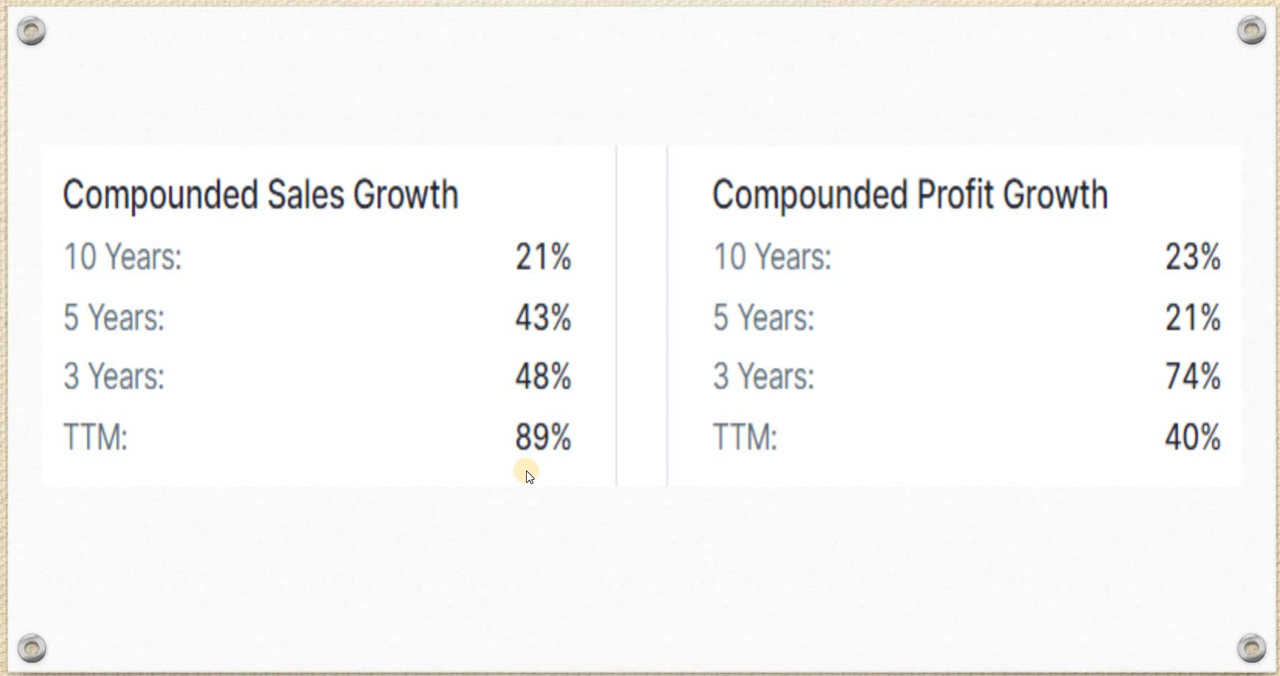 Compounded Sales Growth
10 Years: 21%
5 Years: 43%
3 Years: 48%
TTM: 89%
Compounded Profit Growth
10 Years: 23%
5 Years: 21%
3 Years: 74%
TTM: 40%